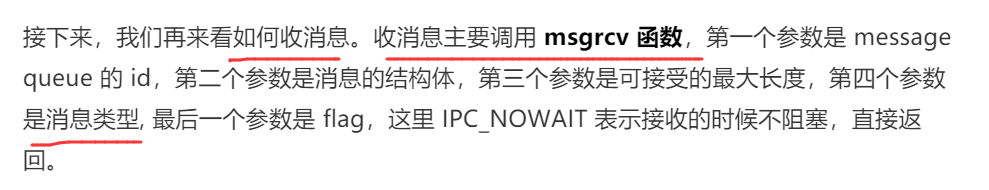 接下来，我们再来看如何收消息。收消息主要调用 msgrcv 函数，第一个参数是 message
queue 的 id，第二个参数是消息的结构体，第三个参数是可接受的最大长度，第四个参数
是消息类型, 最后一个参数是 flag，这里 IPC_NOWAIT 表示接收的时候不阻塞，直接返
回。